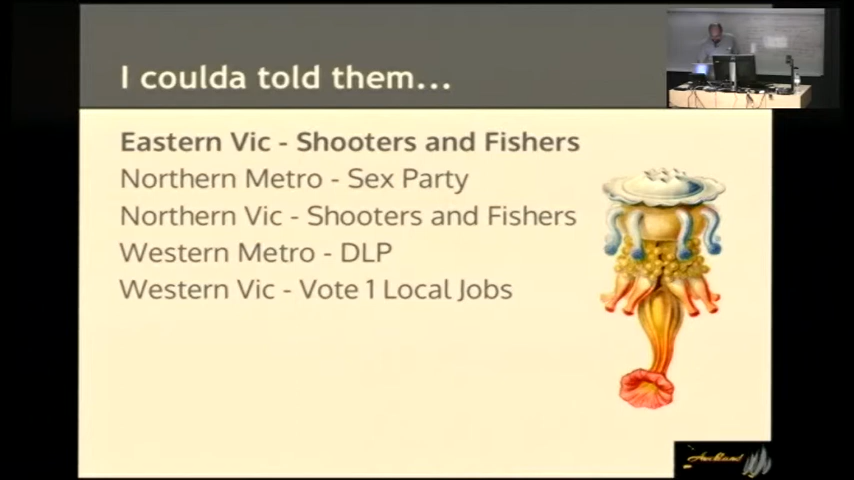 I coulda told them...
Eastern Vic - Shooters and Fishers
Northern Metro - Sex Party
Northern Vic - Shooters and Fishers
Western Metro - DLP
Western Vic - Vote 1 Local Jobs
Auckland